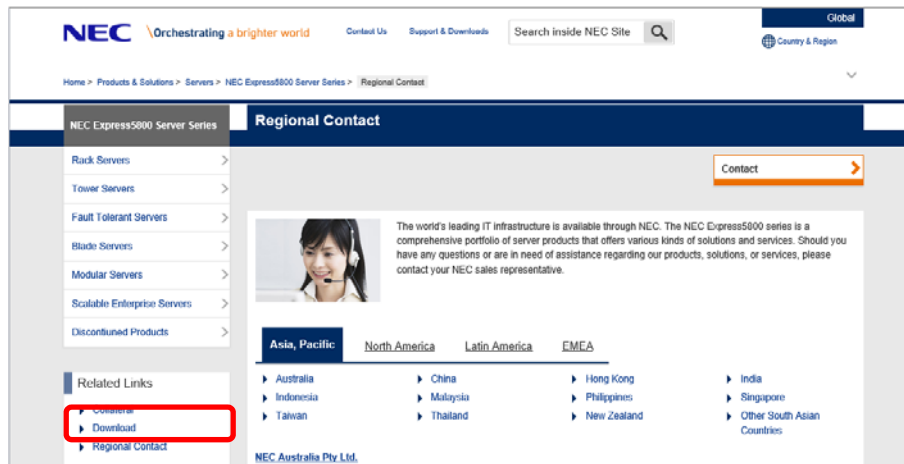 NEC \Orchestrating a brighter world
Contact Us
Support & Downloads
Search inside NEC Site
Global
Country & Region
Home > Products & Solutions > Servers > NEC Express5800 Server Series > Regional Contact
NEC Express5800 Server Series
Rack Servers
Tower Servers
Fault Tolerant Servers
Blade Servers
Modular Servers
Scalable Enterprise Servers
Discontiuned Products
Related Links
Collateral
Download
Regional Contact
Regional Contact
Contact
The world's leading IT infrastructure is available through NEC. The NEC Express5800 series is a
comprehensive portfolio of server products that offers various kinds of solutions and services. Should you
have any questions or are in need of assistance regarding our products, solutions, or services, please
contact your NEC sales representative.
Asia, Pacific
North America
Latin America
EMEA
Australia
China
Hong Kong
India
Indonesia
Malaysia
Philippines
Singapore
Taiwan
Thailand
New Zealand
Other South Asian
Countries
NEC Australia Pty Ltd.